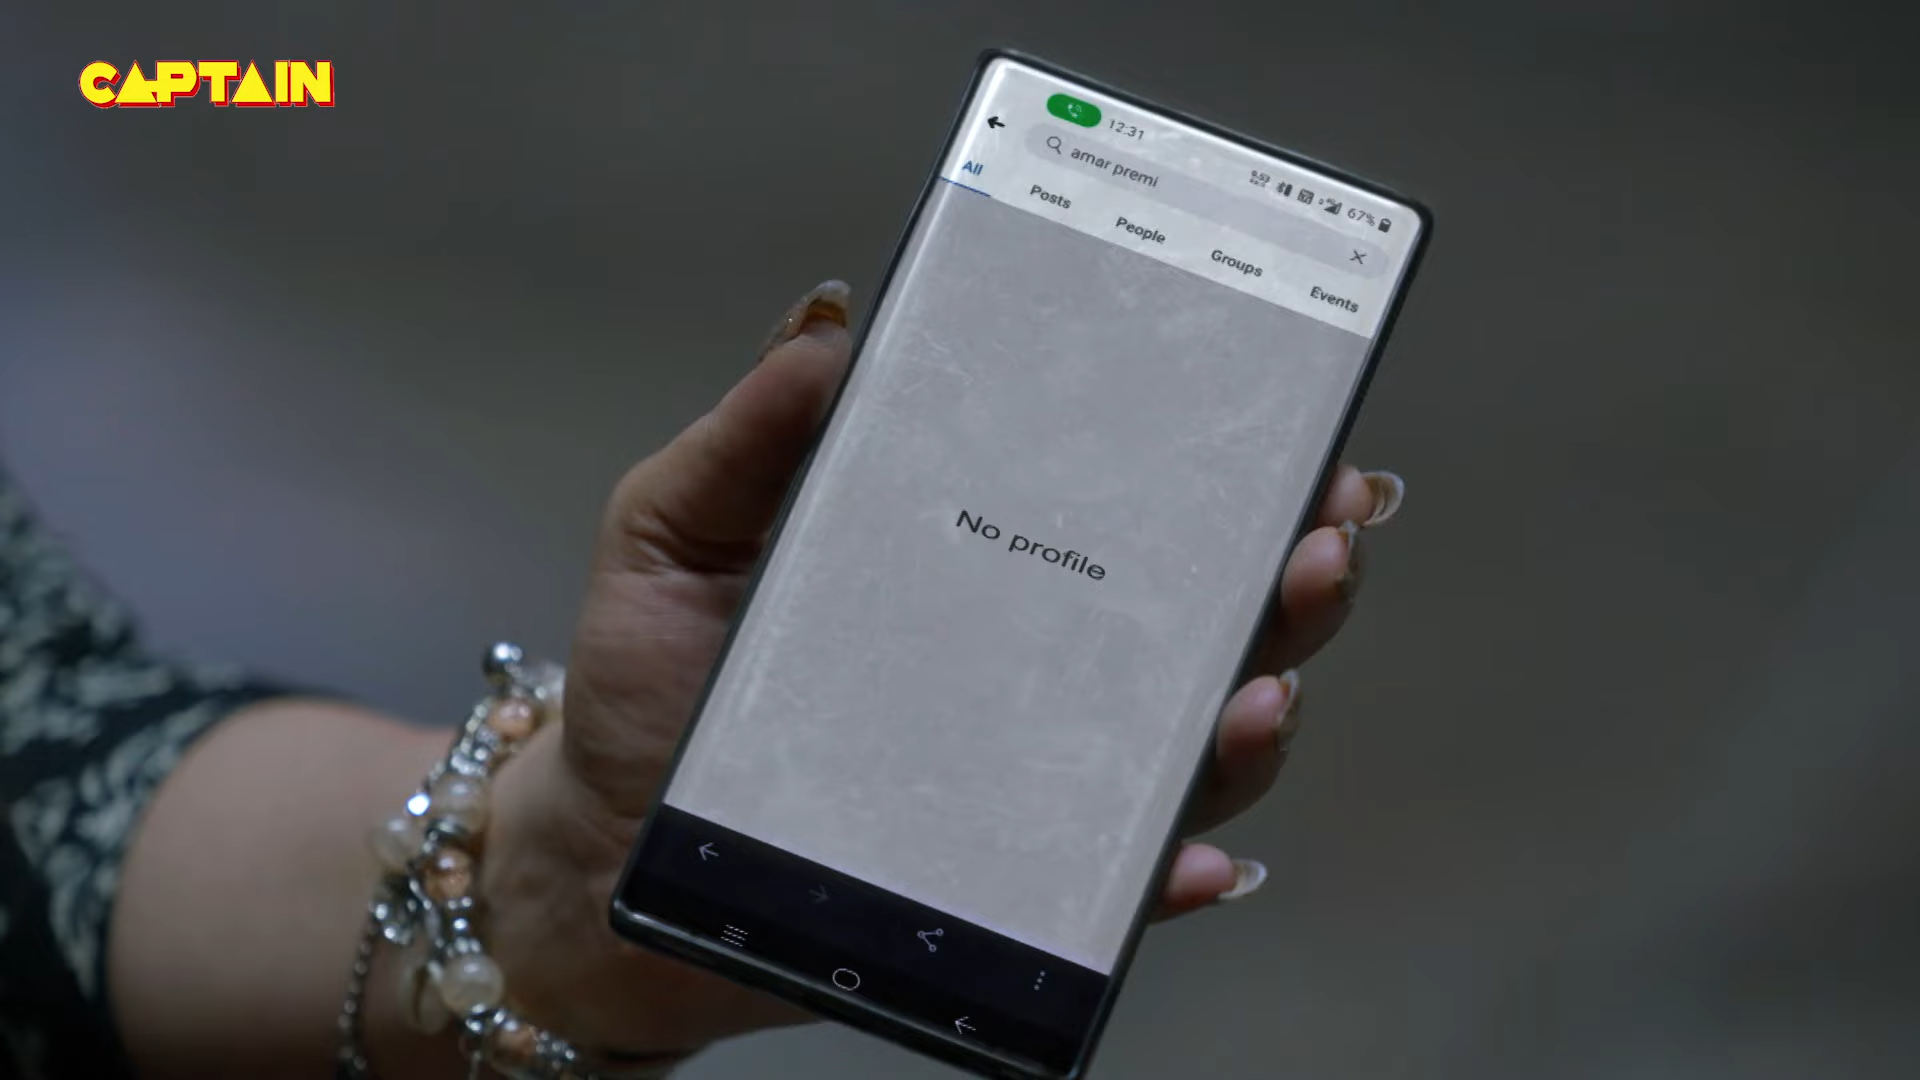 CAPTAIN
12:31
67%
amar premi
All
Posts
People
Groups
Events
No profile